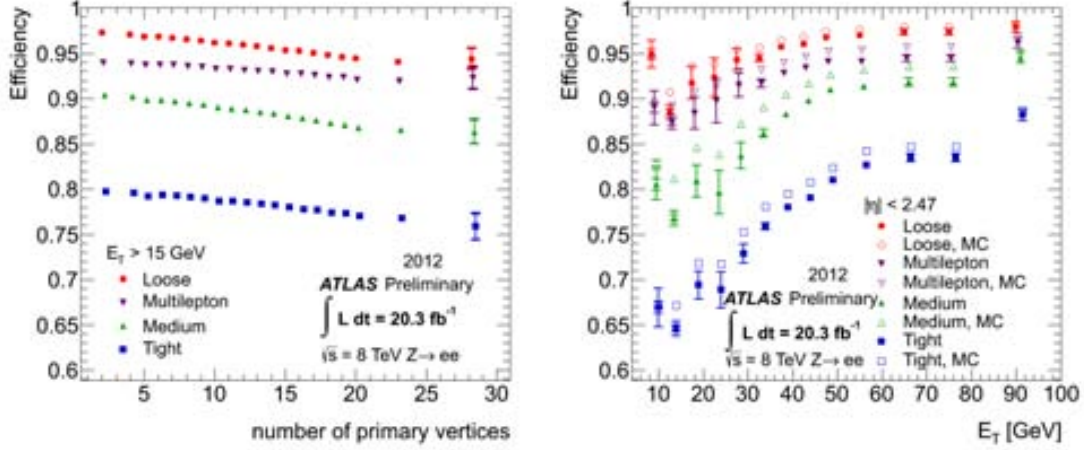 Efficiency
1
0.95
0.9
0.85
0.8
0.75
0.7
0.65
0.6
E_T > 15 GeV
Loose
Multilepton
Medium
Tight
2012
ATLAS Preliminary
∫ L dt = 20.3 fb⁻¹
√s = 8 TeV Z→ ee
5 10 15 20 25 30
number of primary vertices
Efficiency
1
0.95
0.9
0.85
0.8
0.75
0.7
0.65
0.6
|η| < 2.47
Loose
Loose, MC
Multilepton
Multilepton, MC
Medium
Medium, MC
Tight
Tight, MC
2012
ATLAS Preliminary
∫ L dt = 20.3 fb⁻¹
√s = 8 TeV Z→ ee
10 20 30 40 50 60 70 80 90 100
E_T [GeV]